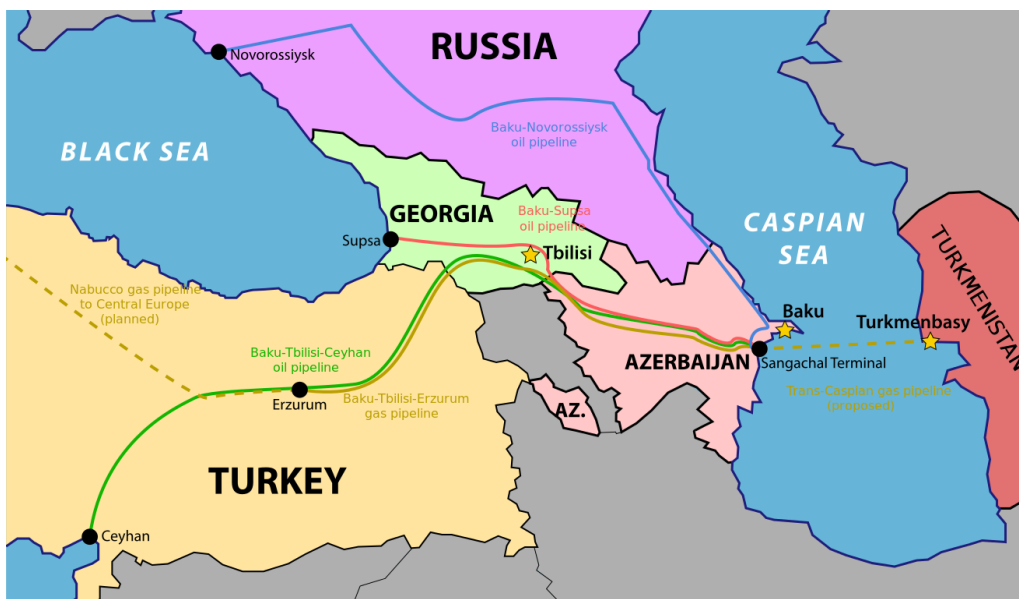 RUSSIA
Novorossiysk
Baku-Novorossiysk
oil pipeline
BLACK SEA
GEORGIA
Baku-Supsa
oil pipeline
CASPIAN
SEA
Supsa
Tbilisi
TURKMENISTAN
Nabucco gas pipeline
to Central Europe
(planned)
Baku
Turkmenbasy
Baku-Tbilisi-Ceyhan
oil pipeline
AZERBAIJAN
Sangachal Terminal
Erzurum
Baku-Tbilisi-Erzurum
gas pipeline
AZ.
Trans-Caspian gas pipeline
(proposed)
TURKEY
Ceyhan